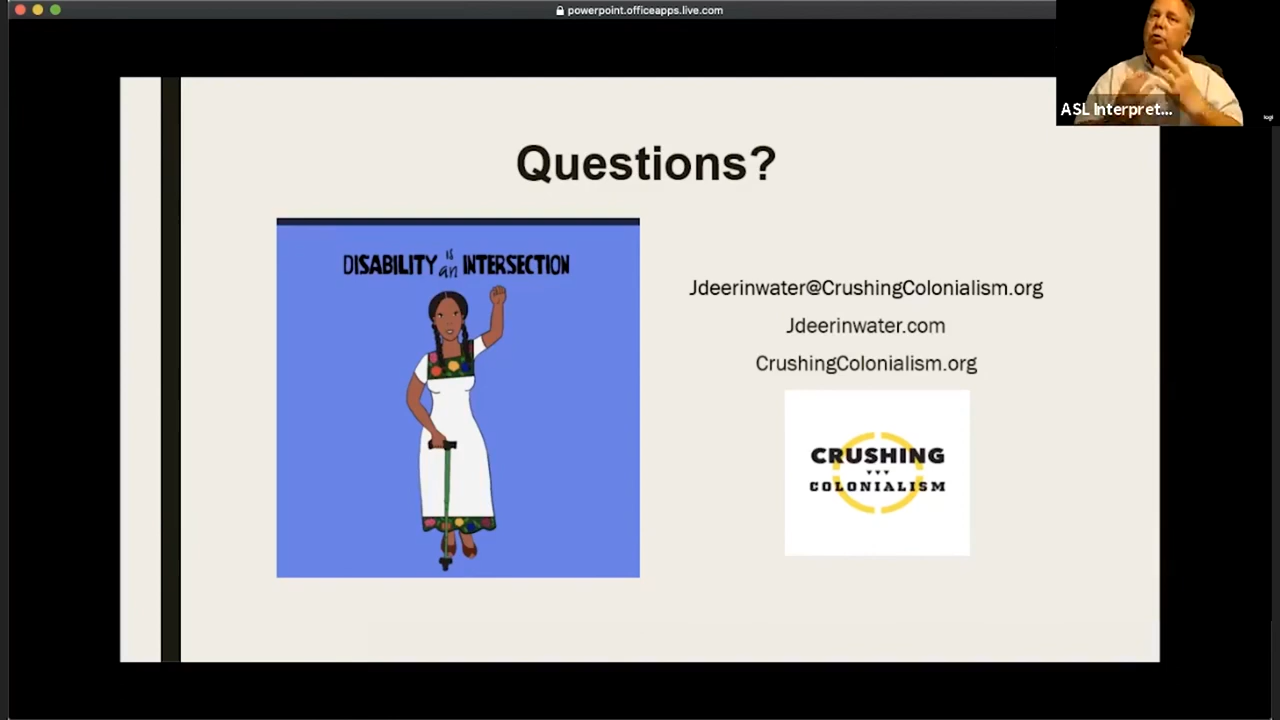 powerpoint.officeapps.live.com
ASL Interpret...
logi
Questions?
DISABILITY is an INTERSECTION
Jdeerinwater@CrushingColonialism.org
Jdeerinwater.com
CrushingColonialism.org
CRUSHING
COLONIALISM